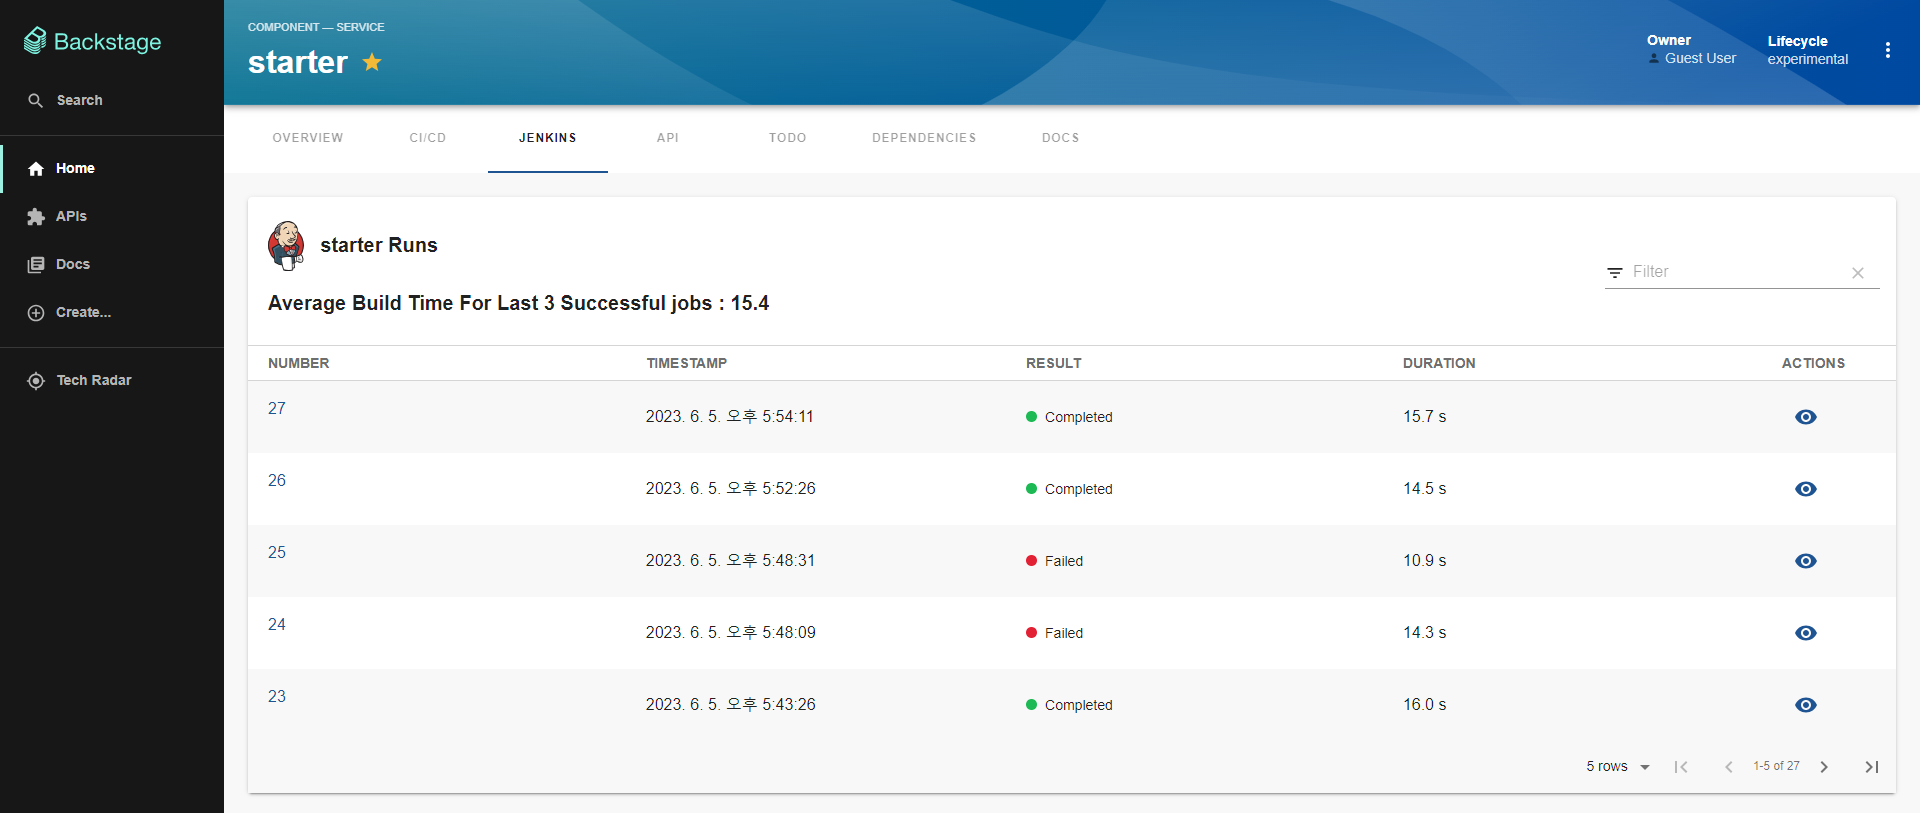 Backstage
Search
Home
APIs
Docs
Create...
Tech Radar
COMPONENT — SERVICE
starter
Owner
Guest User
Lifecycle
experimental
OVERVIEW CI/CD JENKINS API TODO DEPENDENCIES DOCS
starter Runs
Average Build Time For Last 3 Successful jobs : 15.4
Filter
NUMBER TIMESTAMP RESULT DURATION ACTIONS
27 2023. 6. 5. 오후 5:54:11 Completed 15.7 s
26 2023. 6. 5. 오후 5:52:26 Completed 14.5 s
25 2023. 6. 5. 오후 5:48:31 Failed 10.9 s
24 2023. 6. 5. 오후 5:48:09 Failed 14.3 s
23 2023. 6. 5. 오후 5:43:26 Completed 16.0 s
5 rows 1-5 of 27